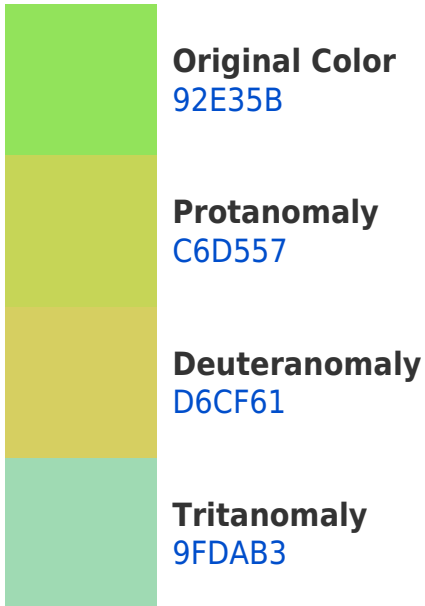 Original Color
92E35B
Protanomaly
C6D557
Deuteranomaly
D6CF61
Tritanomaly
9FDAB3